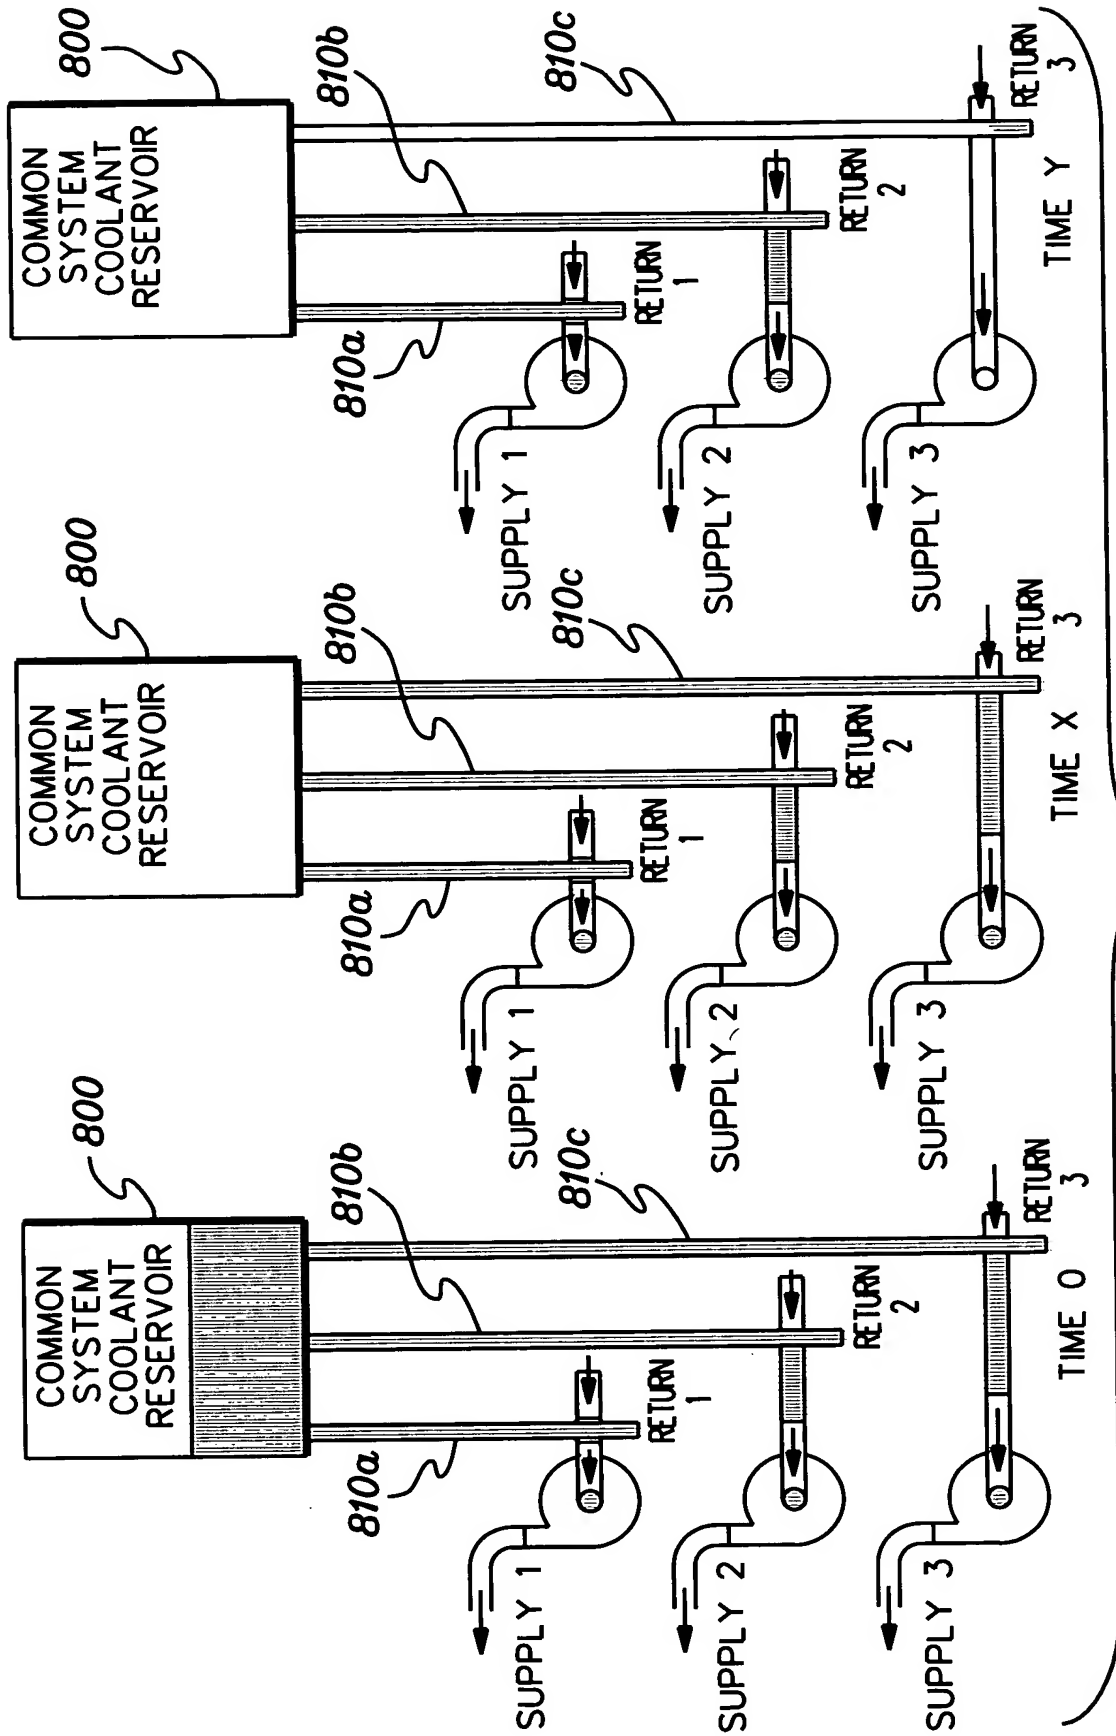 COMMON
SYSTEM
COOLANT
RESERVOIR
800
810a
810b
810c
SUPPLY 1
RETURN
1
SUPPLY 2
RETURN
2
SUPPLY 3
RETURN
3
TIME 0
COMMON
SYSTEM
COOLANT
RESERVOIR
800
810a
810b
810c
SUPPLY 1
RETURN
1
SUPPLY 2
RETURN
2
SUPPLY 3
RETURN
3
TIME X
COMMON
SYSTEM
COOLANT
RESERVOIR
800
810a
810b
810c
SUPPLY 1
RETURN
1
SUPPLY 2
RETURN
2
SUPPLY 3
RETURN
3
TIME Y